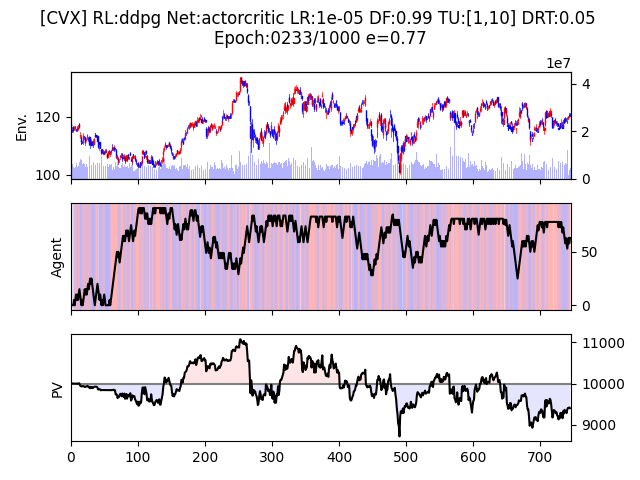 [CVX] RL:ddpg Net:actorcritic LR:1e-05 DF:0.99 TU:[1,10] DRT:0.05
Epoch:0233/1000 e=0.77
1e7
Env.
120
100
4
2
0
Agent
50
0
PV
11000
10000
9000
0 100 200 300 400 500 600 700